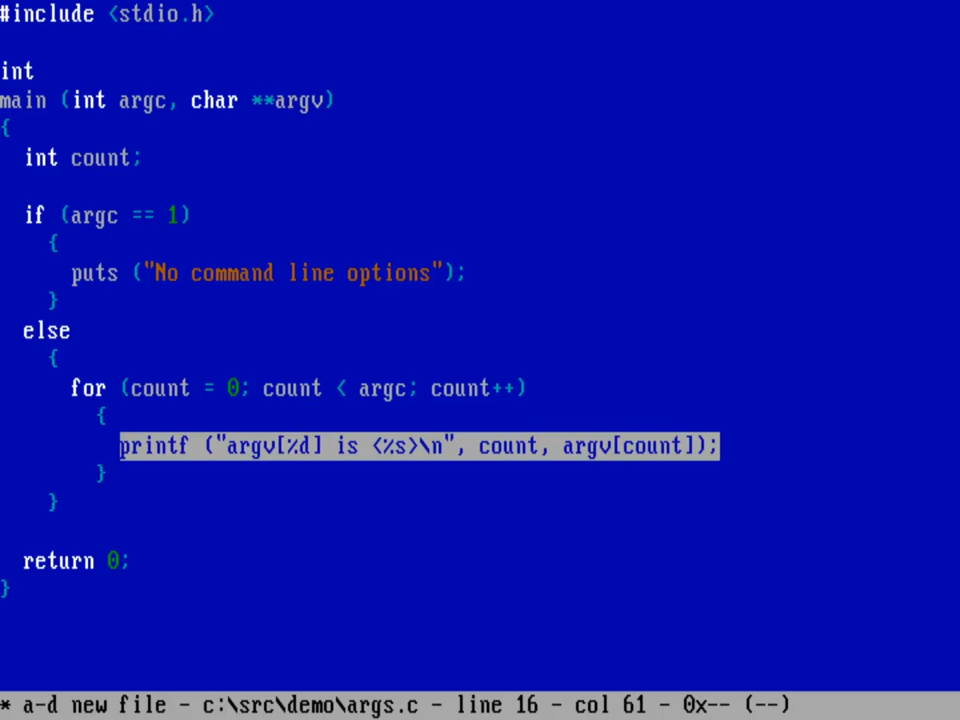 #include <stdio.h>
int
main (int argc, char **argv)
{
int count;
if (argc == 1)
{
puts ("No command line options");
}
else
{
for (count = 0; count < argc; count++)
{
printf ("argv[%d] is <%s>\n", count, argv[count]);
}
}
return 0;
}
* a-d new file - c:\src\demo\args.c - line 16 - col 61 - 0x-- (--)